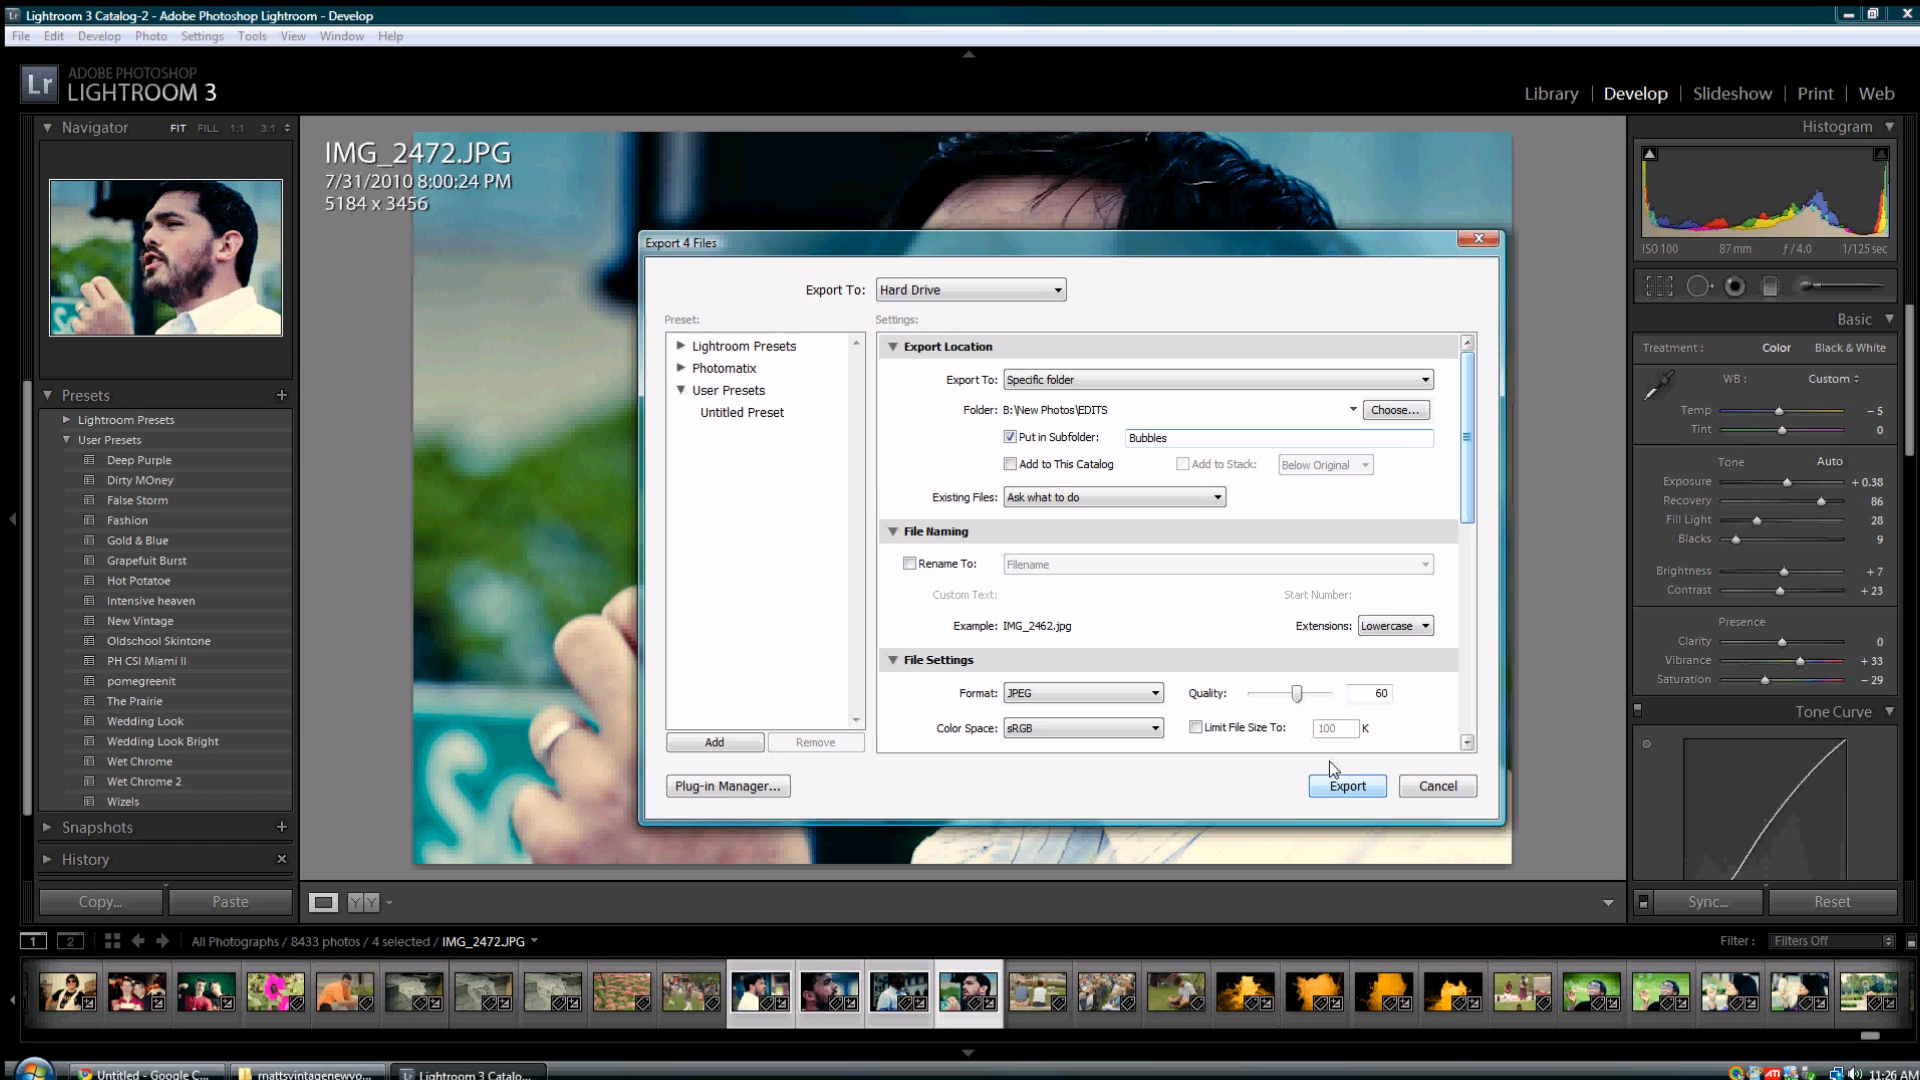 Lightroom 3 Catalog-2 - Adobe Photoshop Lightroom - Develop
File Edit Develop Photo Settings Tools View Window Help
Lr ADOBE PHOTOSHOP
LIGHTROOM 3
Library | Develop | Slideshow | Print | Web
Navigator FIT FILL 1:1 3:1
IMG_2472.JPG
7/31/2010 8:00:24 PM
5184 x 3456
Presets +
Lightroom Presets
User Presets
Deep Purple
Dirty MOney
False Storm
Fashion
Gold & Blue
Grapefuit Burst
Hot Potatoe
Intensive heaven
New Vintage
Oldschool Skintone
PH CSI Miami II
pomegreenit
The Prairie
Wedding Look
Wedding Look Bright
Wet Chrome
Wet Chrome 2
Wizels
Snapshots +
History ×
Copy... Paste
Export 4 Files
Export To: Hard Drive
Preset:
Lightroom Presets
Photomatix
User Presets
Untitled Preset
Add Remove
Plug-in Manager...
Settings:
Export Location
Export To: Specific folder
Folder: B:\New Photos\EDITS Choose...
Put in Subfolder: Bubbles
Add to This Catalog Add to Stack: Below Original
Existing Files: Ask what to do
File Naming
Rename To: Filename
Custom Text: Start Number:
Example: IMG_2462.jpg Extensions: Lowercase
File Settings
Format: JPEG Quality: 60
Color Space: sRGB Limit File Size To: 100 K
Export Cancel
Histogram
ISO 100 87 mm f / 4.0 1/125 sec
Basic
Treatment : Color Black & White
WB : Custom
Temp - 5
Tint 0
Tone Auto
Exposure + 0.38
Recovery 86
Fill Light 28
Blacks 9
Brightness + 7
Contrast + 23
Presence
Clarity 0
Vibrance + 33
Saturation - 29
Tone Curve
Sync... Reset
YY
1 2 All Photographs / 8433 photos / 4 selected / IMG_2472.JPG
Filter : Filters Off
Untitled - Google C... mattsvintagenewyo... Lightroom 3 Catalo...
ATI 11:26 AM